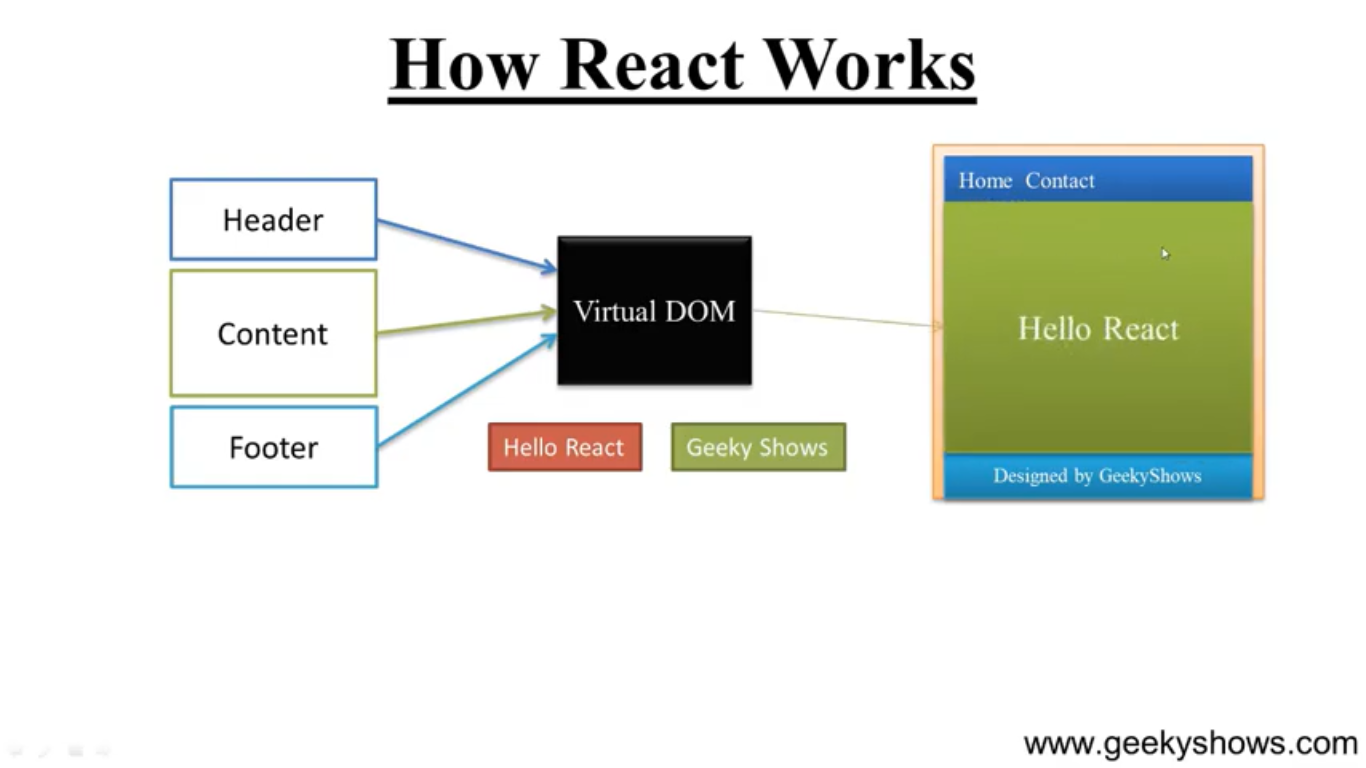 How React Works
Header
Content
Footer
Virtual DOM
Hello React
Geeky Shows
Home Contact
Hello React
Designed by GeekyShows
www.geekyshows.com